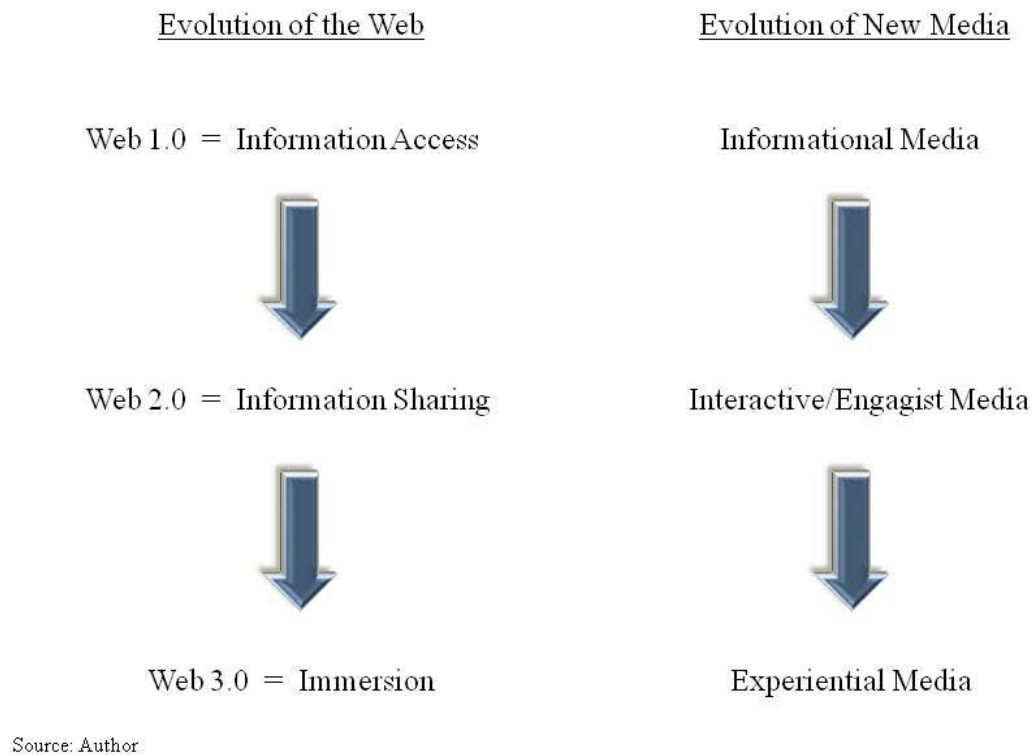 Evolution of the Web
Evolution of New Media
Web 1.0 = Information Access
Informational Media
Web 2.0 = Information Sharing
Interactive/Engagist Media
Web 3.0 = Immersion
Experiential Media
Source: Author